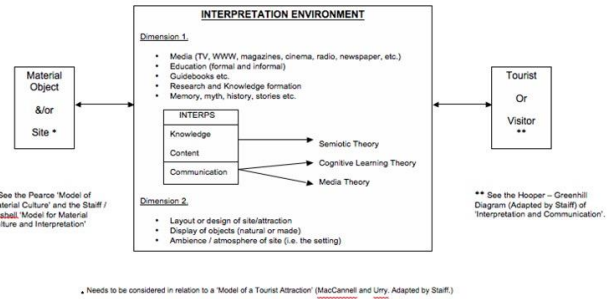 INTERPRETATION ENVIRONMENT
Dimension 1.
• Media (TV, WWW, magazines, cinema, radio, newspaper, etc.)
• Education (formal and informal)
• Guidebooks etc.
• Research and Knowledge formation
• Memory, myth, history, stories etc.
Material
Object
&/or
Site *
INTERPS
Knowledge
Content
Communication
Semiotic Theory
Cognitive Learning Theory
Media Theory
Tourist
Or
Visitor
**
Dimension 2.
• Layout or design of site/attraction
• Display of objects (natural or made)
• Ambience / atmosphere of site (i.e. the setting)
See the Pearce 'Model of
Culture' and the Staiff /
'Model for Material
and Interpretation'
** See the Hooper – Greenhill
Diagram (Adapted by Staiff) of
'Interpretation and Communication'.
Needs to be considered in relation to a 'Model of a Tourist Attraction' (MacCannell and Urry. Adapted by Staiff.)